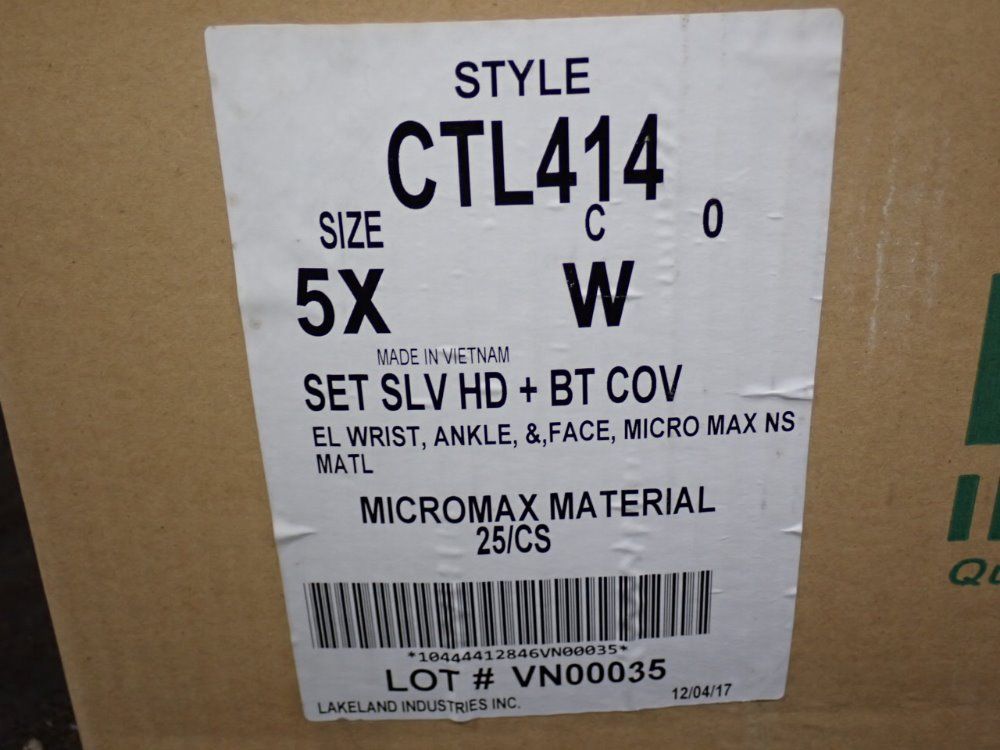 STYLE
CTL414
SIZE C 0
5X W
MADE IN VIETNAM
SET SLV HD + BT COV
EL WRIST, ANKLE, &,FACE, MICRO MAX NS
MATL
MICROMAX MATERIAL
25/CS
*10444412846VN00035*
LOT # VN00035
LAKELAND INDUSTRIES INC. 12/04/17